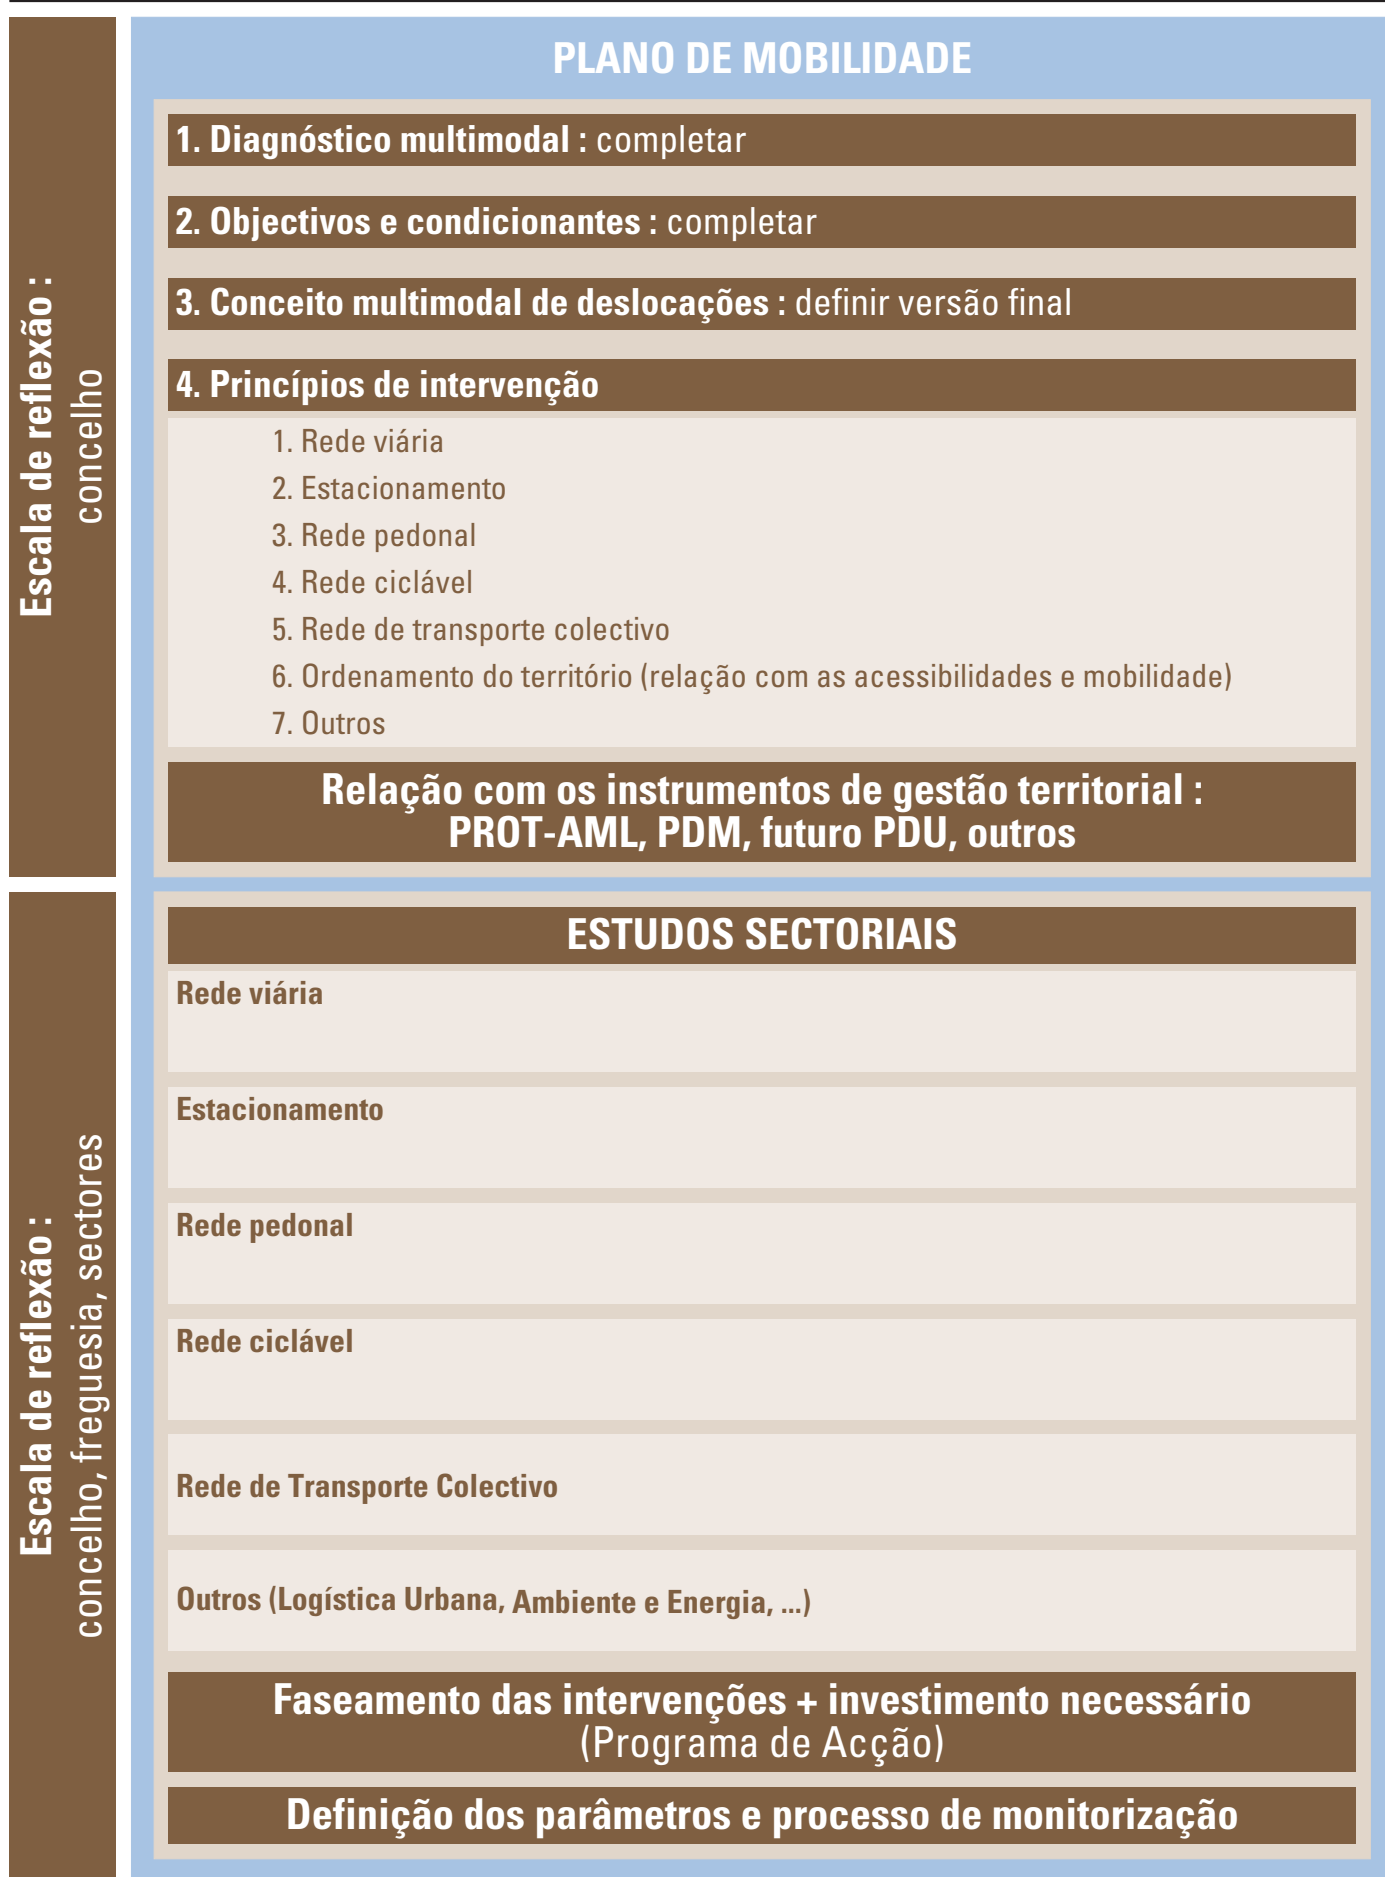 PLANO DE MOBILIDADE
Escala de reflexão :
concelho
1. Diagnóstico multimodal : completar
2. Objectivos e condicionantes : completar
3. Conceito multimodal de deslocações : definir versão final
4. Princípios de intervenção
1. Rede viária
2. Estacionamento
3. Rede pedonal
4. Rede ciclável
5. Rede de transporte colectivo
6. Ordenamento do território (relação com as acessibilidades e mobilidade)
7. Outros
Relação com os instrumentos de gestão territorial :
PROT-AML, PDM, futuro PDU, outros
Escala de reflexão :
concelho, freguesia, sectores
ESTUDOS SECTORIAIS
Rede viária
Estacionamento
Rede pedonal
Rede ciclável
Rede de Transporte Colectivo
Outros (Logística Urbana, Ambiente e Energia, ...)
Faseamento das intervenções + investimento necessário
(Programa de Acção)
Definição dos parâmetros e processo de monitorização